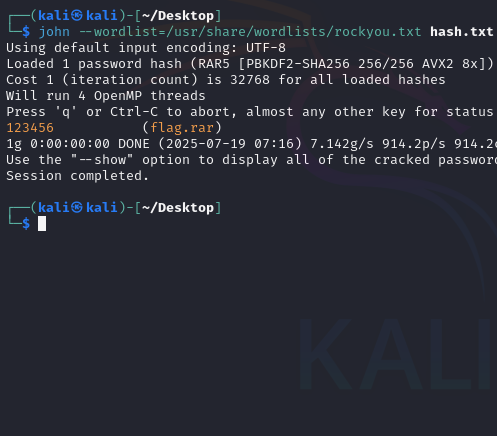 ┌──(kali㉿kali)-[~/Desktop]
└─$ john --wordlist=/usr/share/wordlists/rockyou.txt hash.txt
Using default input encoding: UTF-8
Loaded 1 password hash (RAR5 [PBKDF2-SHA256 256/256 AVX2 8x])
Cost 1 (iteration count) is 32768 for all loaded hashes
Will run 4 OpenMP threads
Press 'q' or Ctrl-C to abort, almost any other key for status
123456           (flag.rar)
1g 0:00:00:00 DONE (2025-07-19 07:16) 7.142g/s 914.2p/s 914.2c
Use the "--show" option to display all of the cracked passwor
Session completed.
┌──(kali㉿kali)-[~/Desktop]
└─$
KALI